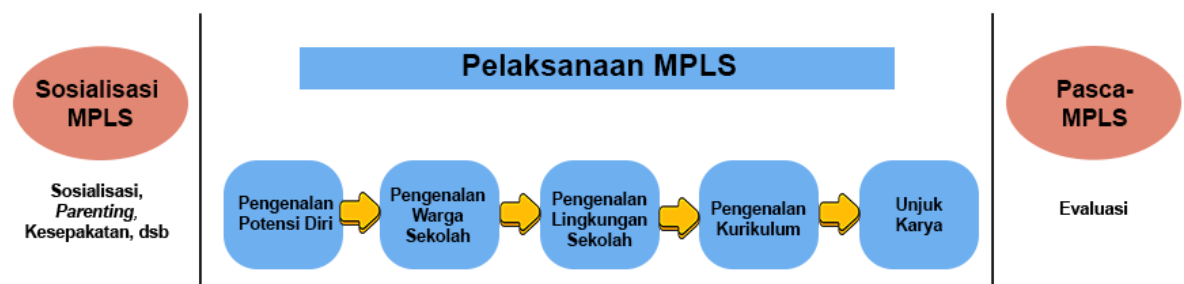 Sosialisasi
MPLS
Sosialisasi,
Parenting,
Kesepakatan, dsb
Pelaksanaan MPLS
Pengenalan
Potensi Diri
Pengenalan
Warga
Sekolah
Pengenalan
Lingkungan
Sekolah
Pengenalan
Kurikulum
Unjuk
Karya
Pasca-
MPLS
Evaluasi